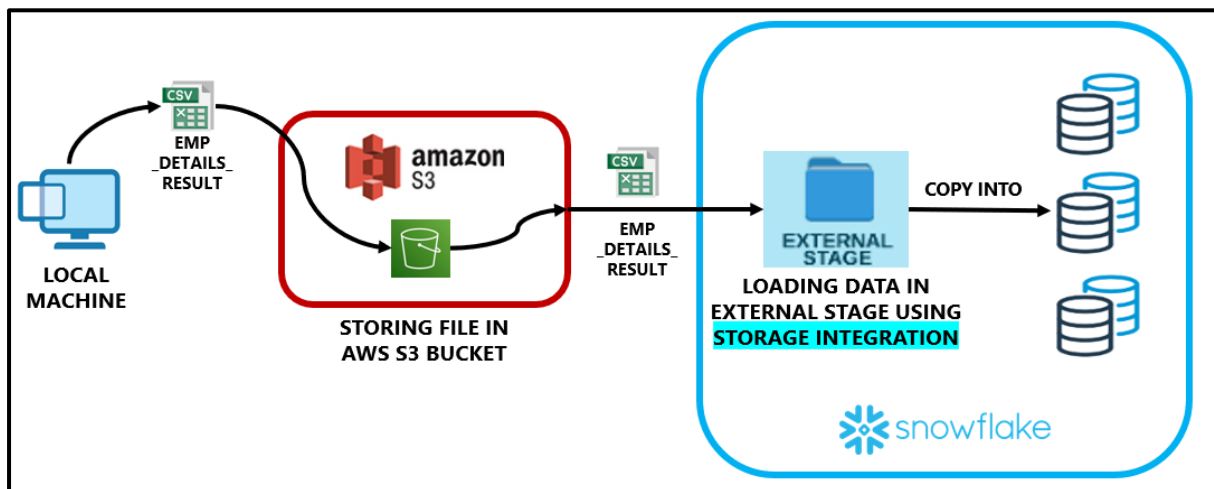 CSV
EMP
_DETAILS_
RESULT
LOCAL
MACHINE
amazon
S3
STORING FILE IN
AWS S3 BUCKET
CSV
EMP
_DETAILS_
RESULT
EXTERNAL
STAGE
COPY INTO
LOADING DATA IN
EXTERNAL STAGE USING
STORAGE INTEGRATION
snowflake